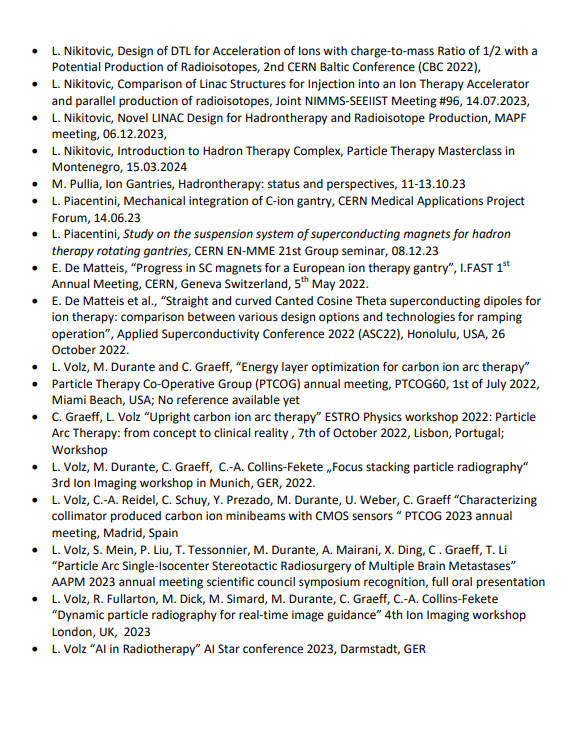 • L. Nikitovic, Design of DTL for Acceleration of Ions with charge-to-mass Ratio of 1/2 with a
Potential Production of Radioisotopes, 2nd CERN Baltic Conference (CBC 2022),
• L. Nikitovic, Comparison of Linac Structures for Injection into an Ion Therapy Accelerator
and parallel production of radioisotopes, Joint NIMMS-SEEIIST Meeting #96, 14.07.2023,
• L. Nikitovic, Novel LINAC Design for Hadrontherapy and Radioisotope Production, MAPF
meeting, 06.12.2023,
• L. Nikitovic, Introduction to Hadron Therapy Complex, Particle Therapy Masterclass in
Montenegro, 15.03.2024
• M. Pullia, Ion Gantries, Hadrontherapy: status and perspectives, 11-13.10.23
• L. Piacentini, Mechanical integration of C-ion gantry, CERN Medical Applications Project
Forum, 14.06.23
• L. Piacentini, Study on the suspension system of superconducting magnets for hadron
therapy rotating gantries, CERN EN-MME 21st Group seminar, 08.12.23
• E. De Matteis, “Progress in SC magnets for a European ion therapy gantry”, I.FAST 1st
Annual Meeting, CERN, Geneva Switzerland, 5th May 2022.
• E. De Matteis et al., “Straight and curved Canted Cosine Theta superconducting dipoles for
ion therapy: comparison between various design options and technologies for ramping
operation”, Applied Superconductivity Conference 2022 (ASC22), Honolulu, USA, 26
October 2022.
• L. Volz, M. Durante and C. Graeff, “Energy layer optimization for carbon ion arc therapy”
• Particle Therapy Co-Operative Group (PTCOG) annual meeting, PTCOG60, 1st of July 2022,
Miami Beach, USA; No reference available yet
• C. Graeff, L. Volz “Upright carbon ion arc therapy” ESTRO Physics workshop 2022: Particle
Arc Therapy: from concept to clinical reality , 7th of October 2022, Lisbon, Portugal;
Workshop
• L. Volz, M. Durante, C. Graeff, C.-A. Collins-Fekete „Focus stacking particle radiography“
3rd Ion Imaging workshop in Munich, GER, 2022.
• L. Volz, C.-A. Reidel, C. Schuy, Y. Prezado, M. Durante, U. Weber, C. Graeff “Characterizing
collimator produced carbon ion minibeams with CMOS sensors “ PTCOG 2023 annual
meeting, Madrid, Spain
• L. Volz, S. Mein, P. Liu, T. Tessonnier, M. Durante, A. Mairani, X. Ding, C . Graeff, T. Li
“Particle Arc Single-Isocenter Stereotactic Radiosurgery of Multiple Brain Metastases”
AAPM 2023 annual meeting scientific council symposium recognition, full oral presentation
• L. Volz, R. Fullarton, M. Dick, M. Simard, M. Durante, C. Graeff, C.-A. Collins-Fekete
“Dynamic particle radiography for real-time image guidance” 4th Ion Imaging workshop
London, UK, 2023
• L. Volz “AI in Radiotherapy” AI Star conference 2023, Darmstadt, GER